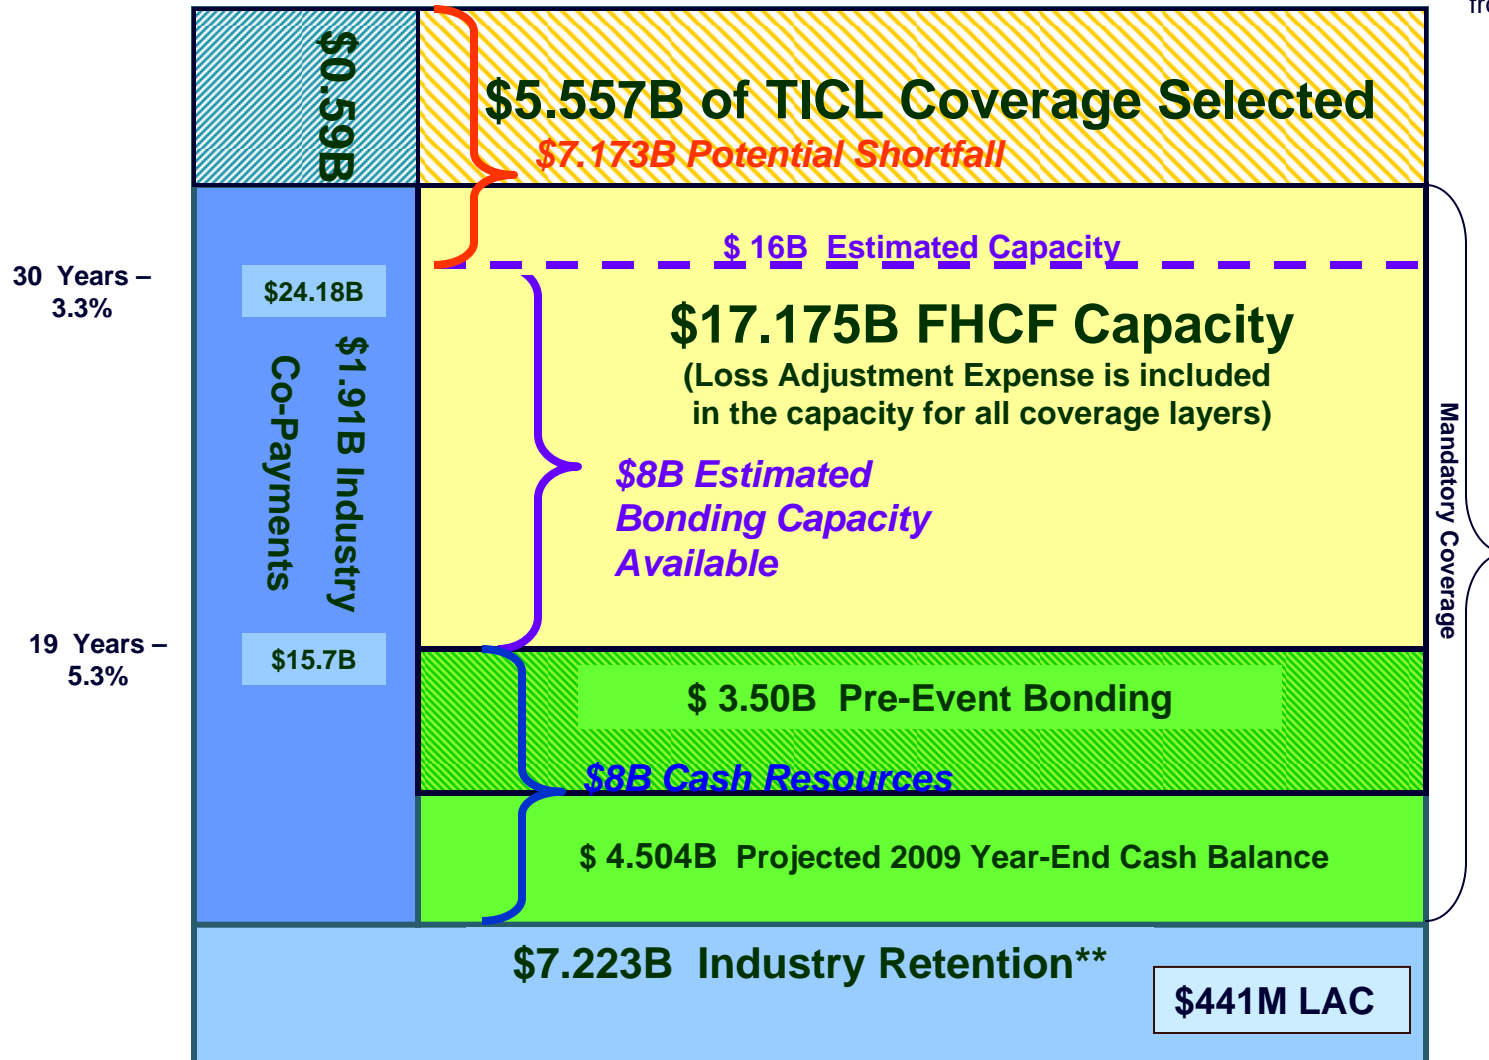 $0.59B
$5.557B of TICL Coverage Selected
$7.173B Potential Shortfall
$ 16B Estimated Capacity
30 Years –
3.3%
$24.18B
$17.175B FHCF Capacity
(Loss Adjustment Expense is included
in the capacity for all coverage layers)
$1.91B Industry
Co-Payments
$8B Estimated
Bonding Capacity
Available
Mandatory Coverage
19 Years –
5.3%
$15.7B
$ 3.50B Pre-Event Bonding
$8B Cash Resources
$ 4.504B Projected 2009 Year-End Cash Balance
$7.223B Industry Retention**
$441M LAC